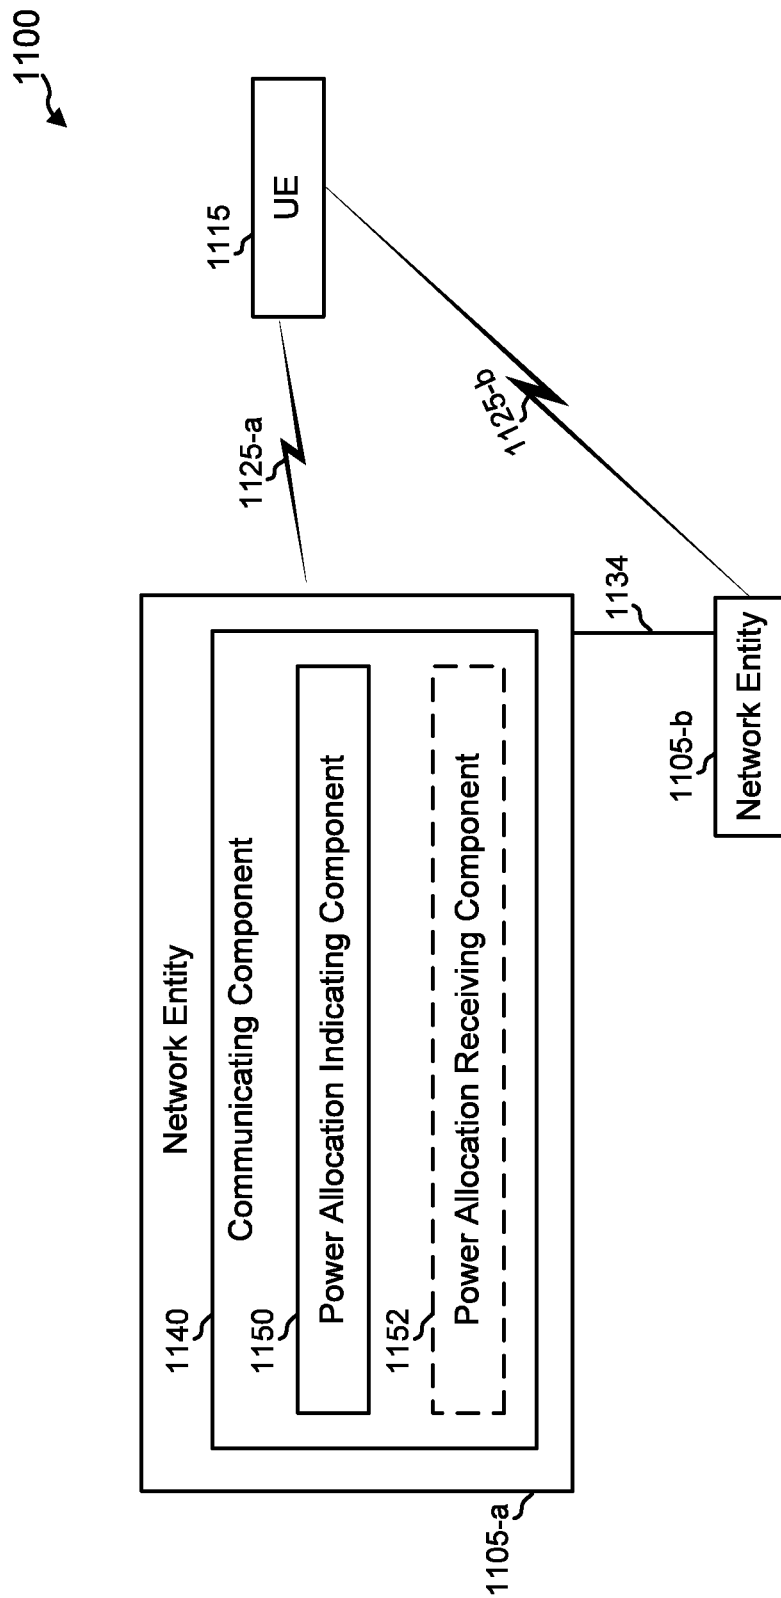 1100
1115
UE
1125-a
1125-b
Network Entity
1140
Communicating Component
1150
Power Allocation Indicating Component
1152
Power Allocation Receiving Component
1105-a
1134
1105-b
Network Entity